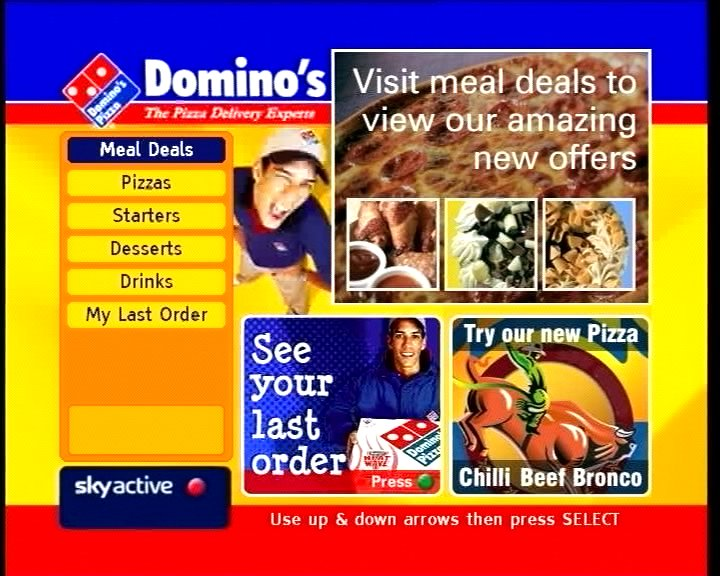 Domino's
The Pizza Delivery Experts
Domino's
Pizza
Visit meal deals to
view our amazing
new offers
Meal Deals
Pizzas
Starters
Desserts
Drinks
My Last Order
See
your
last
order
Domino's
Pizza
HEAT
WAVE
Press
Try our new Pizza
Chilli Beef Bronco
skyactive
Use up & down arrows then press SELECT